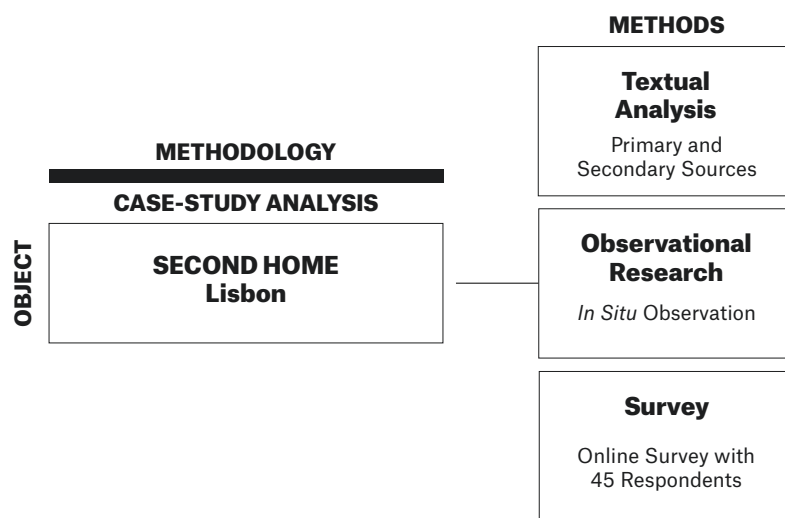 METHODS
Textual
Analysis
Primary and
Secondary Sources
METHODOLOGY
CASE-STUDY ANALYSIS
OBJECT
SECOND HOME
Lisbon
Observational
Research
In Situ Observation
Survey
Online Survey with
45 Respondents